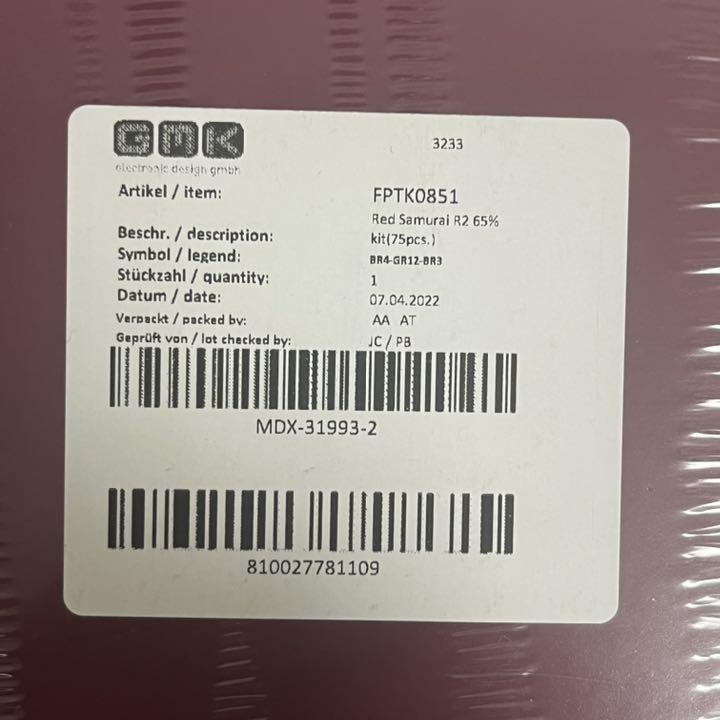 GMK
3233
electronic design gmbh
Artikel / item: FPTK0851
Beschr. / description: Red Samurai R2 65%
kit(75pcs.)
Symbol / legend: BR4-GR12-BR3
Stückzahl / quantity: 1
Datum / date: 07.04.2022
Verpackt / packed by: AA AT
Geprüft von / lot checked by: JC / PB
MDX-31993-2
810027781109